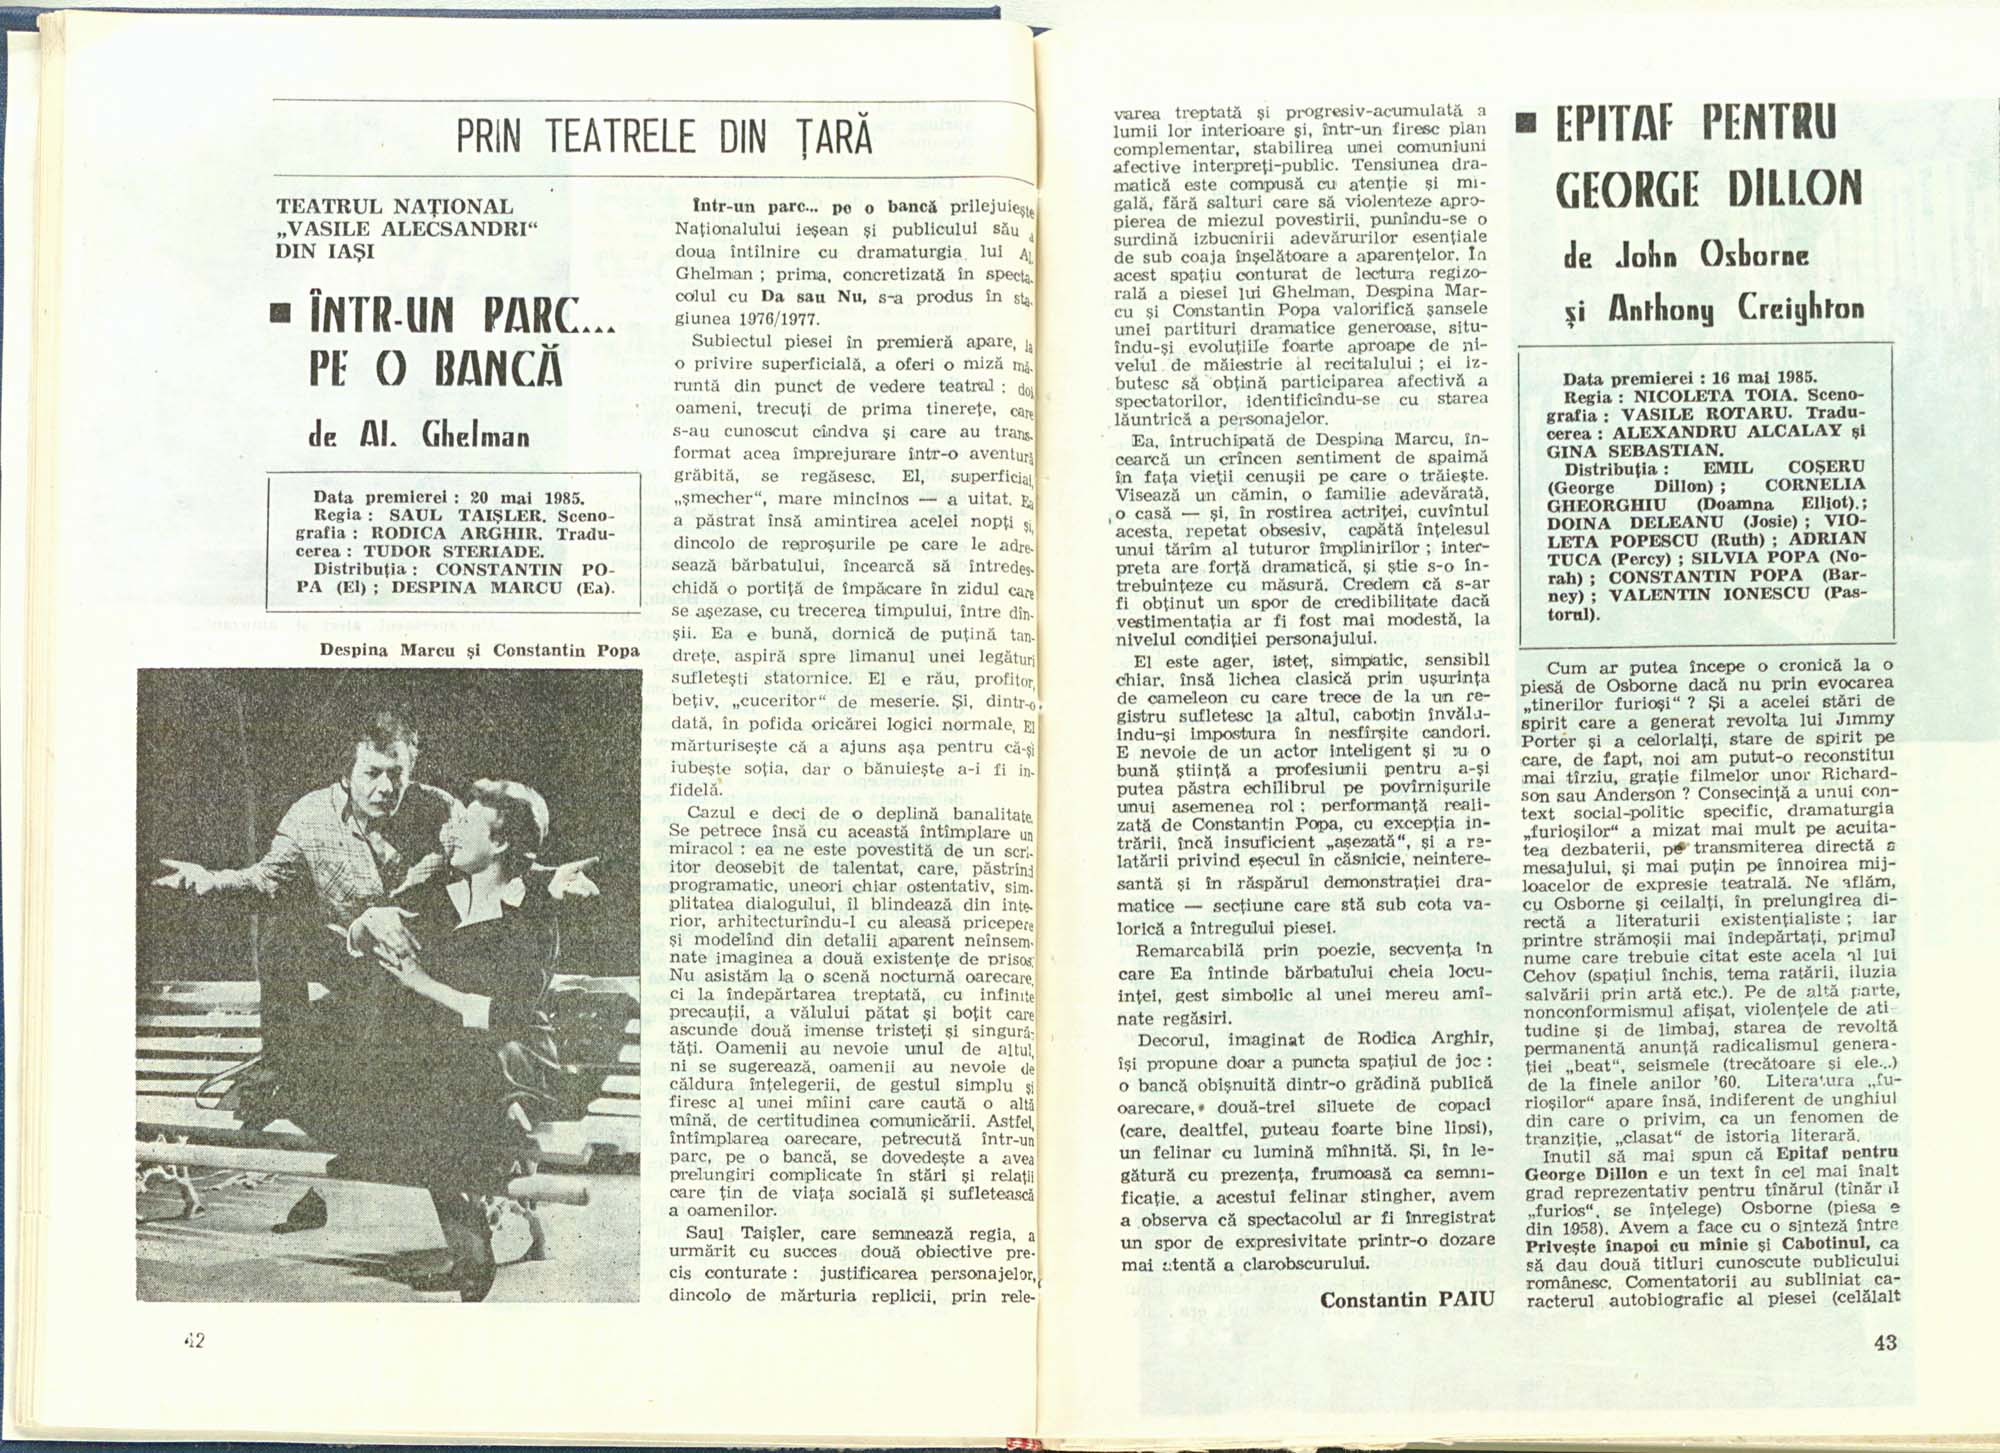 PRIN TEATRELE DIN ȚARĂ
TEATRUL NAȚIONAL
„VASILE ALECSANDRI“
DIN IAȘI
■ ÎNTR-UN PARC...
PE O BANCĂ
de Al. Ghelman
Data premierei : 20 mai 1985.
Regia : SAUL TAIȘLER. Sceno-
grafia : RODICA ARGHIR. Tradu-
cerea : TUDOR STERIADE.
Distribuția : CONSTANTIN PO-
PA (El) ; DESPINA MARCU (Ea).
Despina Marcu și Constantin Popa
42
Într-un parc... pe o bancă prilejuiește
Naționalului ieșean și publicului său a
doua întîlnire cu dramaturgia lui Al.
Ghelman ; prima, concretizată în specta-
colul cu Da sau Nu, s-a produs în sta-
giunea 1976/1977.
Subiectul piesei în premieră apare, la
o privire superficială, a oferi o miză mă-
runtă din punct de vedere teatral : doi
oameni, trecuți de prima tinerețe, care
s-au cunoscut cîndva și care au trans-
format acea împrejurare într-o aventură
grăbită, se regăsesc. El, superficial,
„șmecher“, mare mincinos — a uitat. Ea
a păstrat însă amintirea acelei nopți și,
dincolo de reproșurile pe care le adre-
sează bărbatului, încearcă să întredes-
chidă o portiță de împăcare în zidul care
se așezase, cu trecerea timpului, între dîn-
șii. Ea e bună, dornică de puțină tan-
drețe, aspiră spre limanul unei legături
sufletești statornice. El e rău, profitor,
bețiv, „cuceritor“ de meserie. Și, dintr-o
dată, în pofida oricărei logici normale, El
mărturisește că a ajuns așa pentru că-și
iubește soția, dar o bănuiește a-i fi in-
fidelă.
Cazul e deci de o deplină banalitate.
Se petrece însă cu această întîmplare un
miracol : ea ne este povestită de un scri-
itor deosebit de talentat, care, păstrînd
programatic, uneori chiar ostentativ, sim-
plitatea dialogului, îl blindează din inte-
rior, arhitecturîndu-l cu aleasă pricepere
și modelînd din detalii aparent neînsem-
nate imaginea a două existențe de prisos.
Nu asistăm la o scenă nocturnă oarecare,
ci la îndepărtarea treptată, cu infinite
precauții, a vălului pătat și boțit care
ascunde două imense tristeți și singură-
tăți. Oamenii au nevoie unul de altul,
ni se sugerează, oamenii au nevoie de
căldura înțelegerii, de gestul simplu și
firesc al unei mîini care caută o altă
mînă, de certitudinea comunicării. Astfel,
întîmplarea oarecare, petrecută într-un
parc, pe o bancă, se dovedește a avea
prelungiri complicate în stări și relații
care țin de viața socială și sufletească
a oamenilor.
Saul Taișler, care semnează regia, a
urmărit cu succes două obiective pre-
cis conturate : justificarea personajelor,
dincolo de mărturia replicii, prin rele-
varea treptată și progresiv-acumulată a
lumii lor interioare și, într-un firesc plan
complementar, stabilirea unei comuniuni
afective interpreți-public. Tensiunea dra-
matică este compusă cu atenție și mi-
gală, fără salturi care să violenteze apro-
pierea de miezul povestirii, punîndu-se o
surdină izbucnirii adevărurilor esențiale
de sub coaja înșelătoare a aparențelor. În
acest spațiu conturat de lectura regizo-
rală a piesei lui Ghelman, Despina Mar-
cu și Constantin Popa valorifică șansele
unei partituri dramatice generoase, situ-
îndu-și evoluțiile foarte aproape de ni-
velul de măiestrie al recitalului ; ei iz-
butesc să obțină participarea afectivă a
spectatorilor, identificîndu-se cu starea
lăuntrică a personajelor.
Ea, întruchipată de Despina Marcu, în-
cearcă un crîncen sentiment de spaimă
în fața vieții cenușii pe care o trăiește.
Visează un cămin, o familie adevărată,
o casă — și, în rostirea actriței, cuvîntul
acesta, repetat obsesiv, capătă înțelesul
unui tărîm al tuturor împlinirilor ; inter-
preta are forță dramatică, și știe s-o în-
trebuințeze cu măsură. Credem că s-ar
fi obținut un spor de credibilitate dacă
vestimentația ar fi fost mai modestă, la
nivelul condiției personajului.
El este ager, isteț, simpatic, sensibil
chiar, însă lichea clasică prin ușurința
de cameleon cu care trece de la un re-
gistru sufletesc la altul, cabotin învălu-
indu-și impostura în nesfîrșite candori.
E nevoie de un actor inteligent și cu o
bună știință a profesiunii pentru a-și
putea păstra echilibrul pe povîrnișurile
unui asemenea rol : performanță reali-
zată de Constantin Popa, cu excepția in-
trării, încă insuficient „așezată“, și a re-
latării privind eșecul în căsnicie, neintere-
santă și în răspărul demonstrației dra-
matice — secțiune care stă sub cota va-
lorică a întregului piesei.
Remarcabilă prin poezie, secvența în
care Ea întinde bărbatului cheia locu-
inței, gest simbolic al unei mereu amî-
nate regăsiri.
Decorul, imaginat de Rodica Arghir,
își propune doar a puncta spațiul de joc :
o bancă obișnuită dintr-o grădină publică
oarecare, două-trei siluete de copaci
(care, dealtfel, puteau foarte bine lipsi),
un felinar cu lumină mîhnită. Și, în le-
gătură cu prezența, frumoasă ca semni-
ficație, a acestui felinar stingher, avem
a observa că spectacolul ar fi înregistrat
un spor de expresivitate printr-o dozare
mai atentă a clarobscurului.
Constantin PAIU
■ EPITAF PENTRU
GEORGE DILLON
de John Osborne
și Anthony Creighton
Data premierei : 16 mai 1985.
Regia : NICOLETA TOIA. Sceno-
grafia : VASILE ROTARU. Tradu-
cerea : ALEXANDRU ALCALAY și
GINA SEBASTIAN.
Distribuția : EMIL COȘERU
(George Dillon) ; CORNELIA
GHEORGHIU (Doamna Elliot).;
DOINA DELEANU (Josie) ; VIO-
LETA POPESCU (Ruth) ; ADRIAN
TUCA (Percy) ; SILVIA POPA (No-
rah) ; CONSTANTIN POPA (Bar-
ney) ; VALENTIN IONESCU (Pas-
torul).
Cum ar putea începe o cronică la o
piesă de Osborne dacă nu prin evocarea
„tinerilor furioși“ ? Și a acelei stări de
spirit care a generat revolta lui Jimmy
Porter și a celorlalți, stare de spirit pe
care, de fapt, noi am putut-o reconstitui
mai tîrziu, grație filmelor unor Richard-
son sau Anderson ? Consecință a unui con-
text social-politic specific, dramaturgia
„furioșilor“ a mizat mai mult pe acuita-
tea dezbaterii, pe transmiterea directă a
mesajului, și mai puțin pe înnoirea mij-
loacelor de expresie teatrală. Ne aflăm,
cu Osborne și ceilalți, în prelungirea di-
rectă a literaturii existențialiste ; iar
printre strămoșii mai îndepărtați, primul
nume care trebuie citat este acela al lui
Cehov (spațiul închis, tema ratării, iluzia
salvării prin artă etc.). Pe de altă parte,
nonconformismul afișat, violențele de ati-
tudine și de limbaj, starea de revoltă
permanentă anunță radicalismul genera-
ției „beat“, seismele (trecătoare și ele...)
de la finele anilor '60. Literatura „fu-
rioșilor“ apare însă, indiferent de unghiul
din care o privim, ca un fenomen de
tranziție, „clasat“ de istoria literară.
Inutil să mai spun că Epitaf pentru
George Dillon e un text în cel mai înalt
grad reprezentativ pentru tînărul (tînăr și
„furios“, se înțelege) Osborne (piesa e
din 1958). Avem a face cu o sinteză între
Privește înapoi cu mînie și Cabotinul, ca
să dau două titluri cunoscute publicului
românesc. Comentatorii au subliniat ca-
racterul autobiografic al piesei (celălalt
43